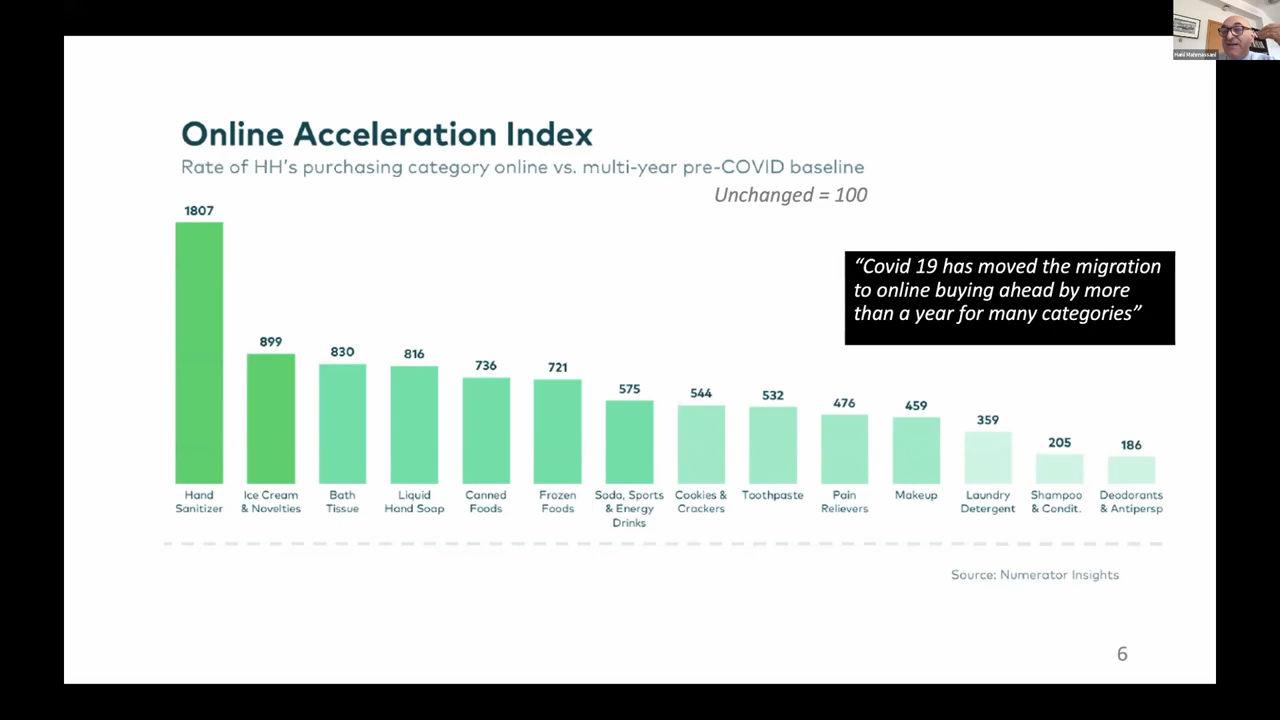 Hani Mahmassani
Online Acceleration Index
Rate of HH's purchasing category online vs. multi-year pre-COVID baseline
Unchanged = 100
"Covid 19 has moved the migration
to online buying ahead by more
than a year for many categories"
1807
899
830
816
736
721
575
544
532
476
459
359
205
186
Hand
Sanitizer
Ice Cream
& Novelties
Bath
Tissue
Liquid
Hand Soap
Canned
Foods
Frozen
Foods
Soda, Sports
& Energy
Drinks
Cookies &
Crackers
Toothpaste
Pain
Relievers
Makeup
Laundry
Detergent
Shampoo
& Condit.
Deodorants
& Antipersp
Source: Numerator Insights
6